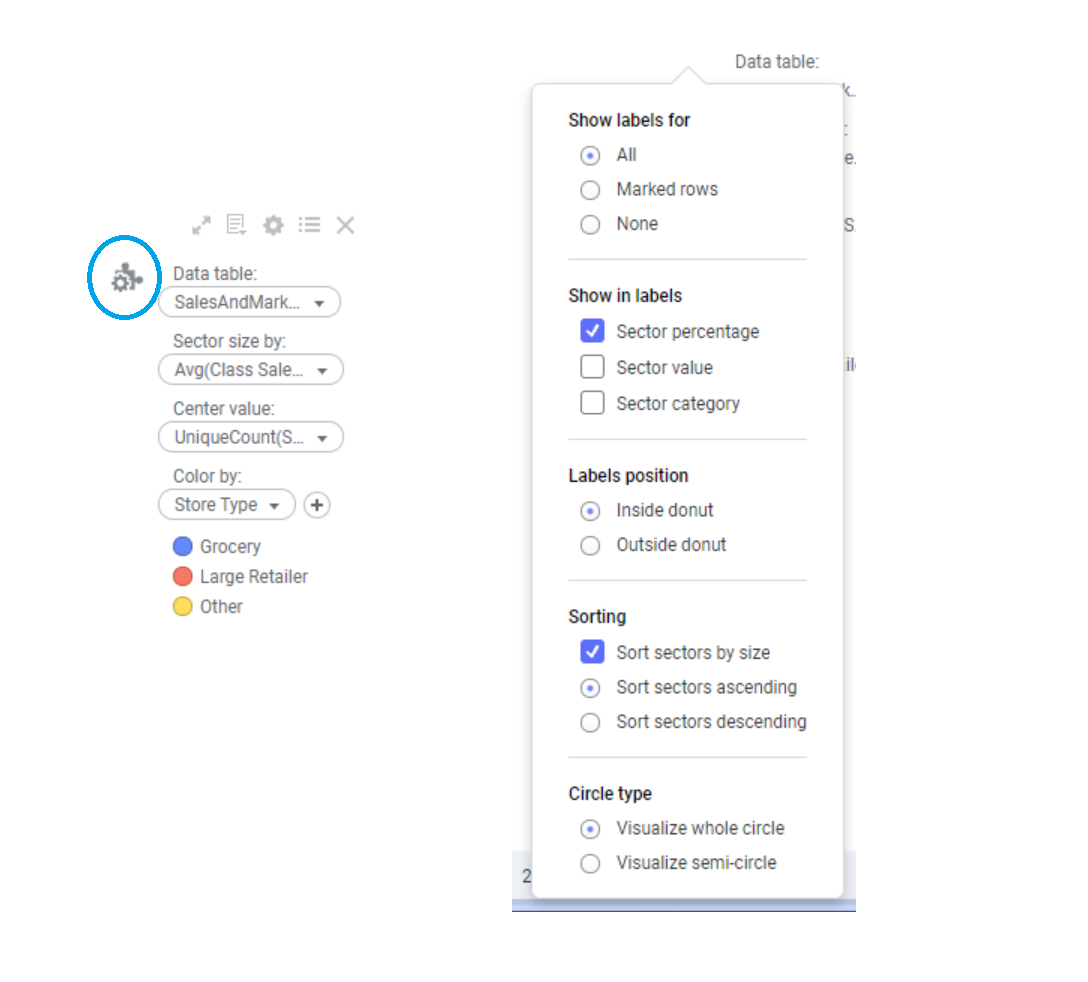 Data table:
SalesAndMark...
Sector size by:
Avg(Class Sale...
Center value:
UniqueCount(S...
Color by:
Store Type
Grocery
Large Retailer
Other
Data table:
k...
:
e.
S.
Show labels for
All
Marked rows
None
Show in labels
Sector percentage
Sector value
Sector category
Labels position
Inside donut
Outside donut
Sorting
Sort sectors by size
Sort sectors ascending
Sort sectors descending
Circle type
Visualize whole circle
Visualize semi-circle
2